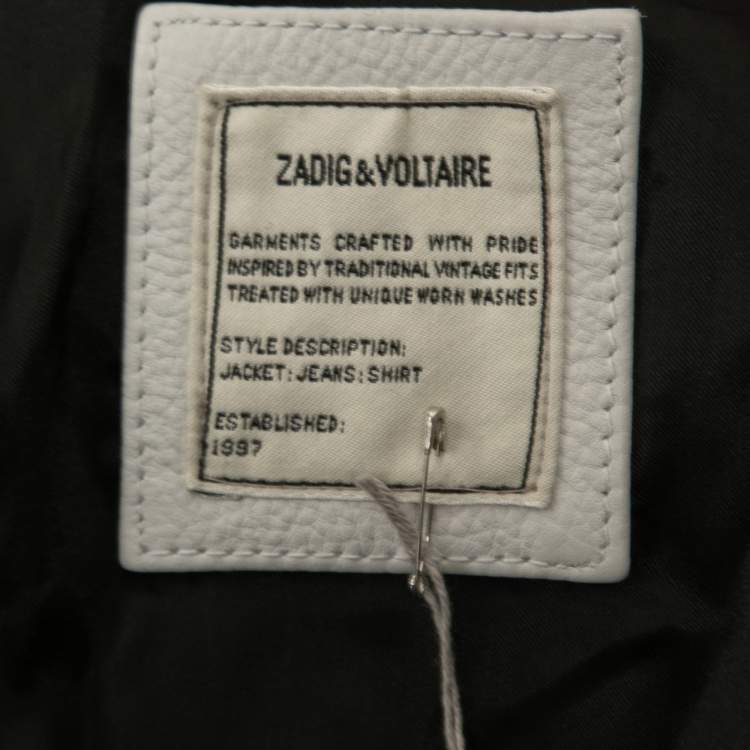 ZADIG&VOLTAIRE
GARMENTS CRAFTED WITH PRIDE
INSPIRED BY TRADITIONAL VINTAGE FITS
TREATED WITH UNIQUE WORN WASHES
STYLE DESCRIPTION:
JACKET:JEANS:SHIRT
ESTABLISHED:
1997